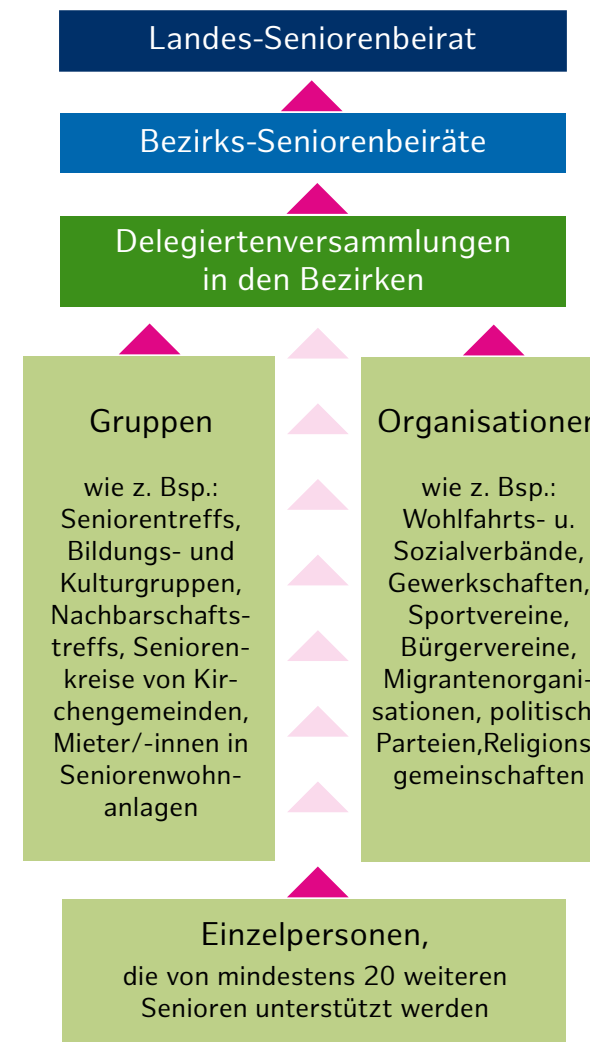 Landes-Seniorenbeirat
Bezirks-Seniorenbeiräte
Delegiertenversammlungen
in den Bezirken
Gruppen
wie z. Bsp.:
Seniorentreffs,
Bildungs- und
Kulturgruppen,
Nachbarschafts-
treffs, Senioren-
kreise von Kir-
chengemeinden,
Mieter/-innen in
Seniorenwohn-
anlagen
Organisationen
wie z. Bsp.:
Wohlfahrts- u.
Sozialverbände,
Gewerkschaften,
Sportvereine,
Bürgervereine,
Migrantenorgani-
sationen, politisch
Parteien,Religions-
gemeinschaften
Einzelpersonen,
die von mindestens 20 weiteren
Senioren unterstützt werden